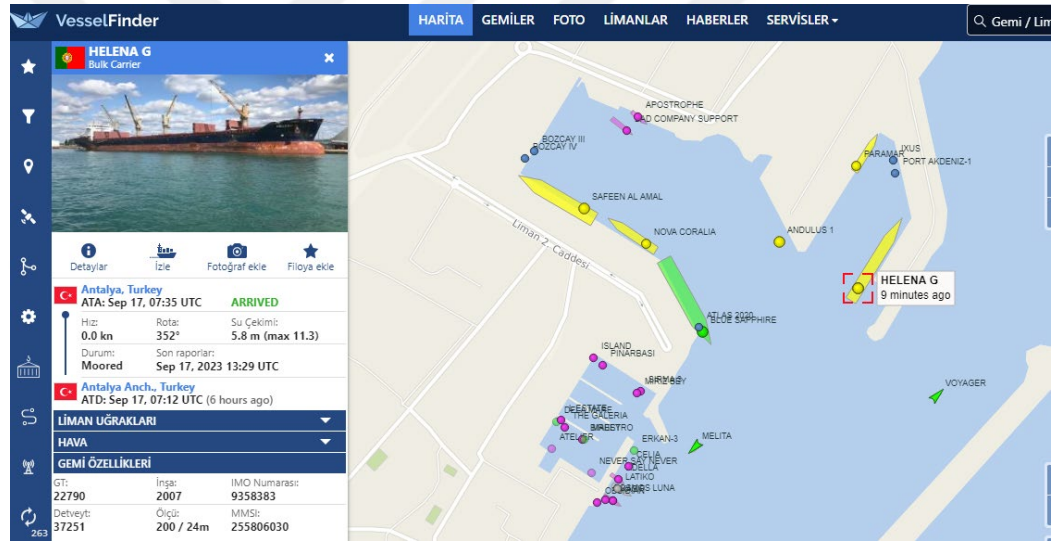 VesselFinder
HARİTA GEMİLER FOTO LİMANLAR HABERLER SERVİSLER
Gemi / Lim
HELENA G
Bulk Carrier
Detaylar İzle Fotoğraf ekle Filoya ekle
Antalya, Turkey
ATA: Sep 17, 07:35 UTC ARRIVED
Hız: Rota: Su Çekimi:
0.0 kn 352° 5.8 m (max 11.3)
Durum: Son raporlar:
Moored Sep 17, 2023 13:29 UTC
Antalya Anch., Turkey
ATD: Sep 17, 07:12 UTC (6 hours ago)
LİMAN UĞRAKLARI
HAVA
GEMİ ÖZELLİKLERİ
GT: İnşa: IMO Numarası:
22790 2007 9358383
Detveyt: Ölçü: MMSI:
37251 200 / 24m 255806030
263
APOSTROPHE
BAD COMPANY SUPPORT
BOZCAY III
BOZCAY IV
IXUS
PARAMAR
PORT AKDENIZ-1
SAFEEN AL AMAL
Liman 2. Caddesi
NOVA CORALIA
ANDULUS 1
HELENA G
9 minutes ago
ATLAS 2020
BLUE SAPPHIRE
ISLAND
PINARBASI
VOYAGER
THE GALERIA
ATELIER
ERKAN-3
MELITA
CELIA
NEVER SAY NEVER
DELLA
LATIKO
LUNA